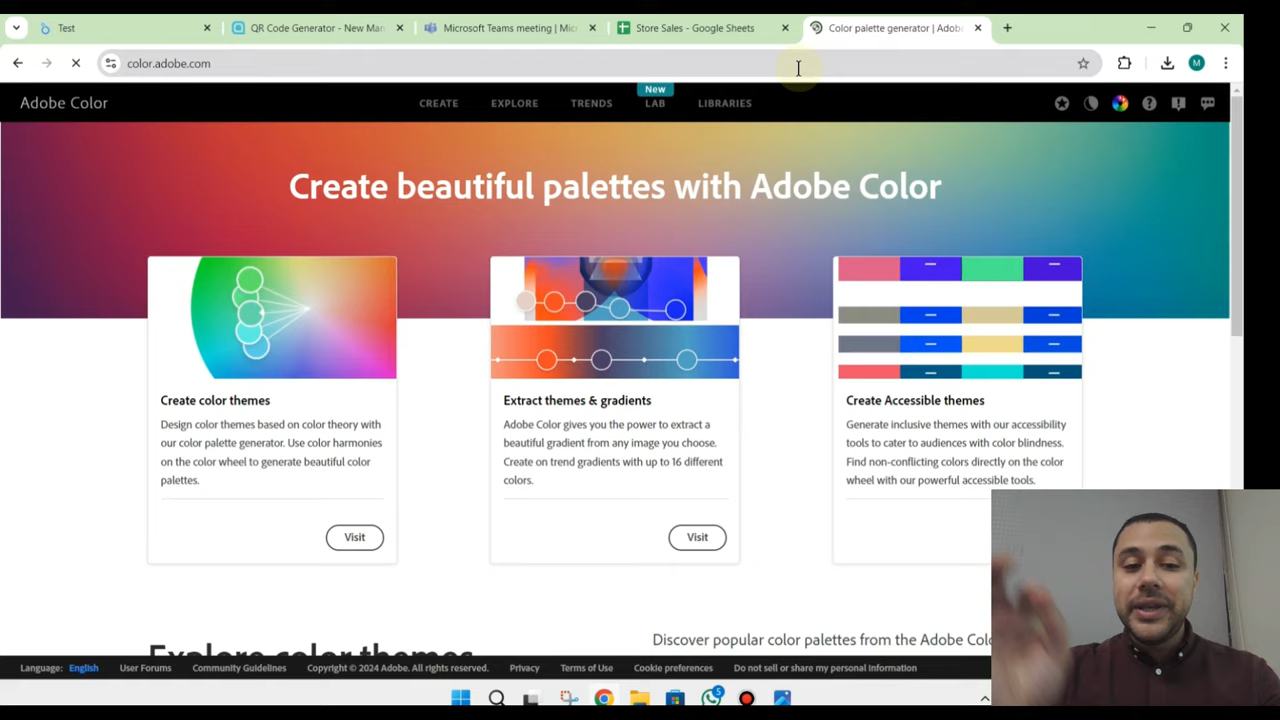 Test
QR Code Generator - New Man
Microsoft Teams meeting | Micr
Store Sales - Google Sheets
Color palette generator | Adob
color.adobe.com
M
Adobe Color
CREATE
EXPLORE
TRENDS
New
LAB
LIBRARIES
Create beautiful palettes with Adobe Color
Create color themes
Design color themes based on color theory with
our color palette generator. Use color harmonies
on the color wheel to generate beautiful color
palettes.
Visit
Extract themes & gradients
Adobe Color gives you the power to extract a
beautiful gradient from any image you choose.
Create on trend gradients with up to 16 different
colors.
Visit
Create Accessible themes
Generate inclusive themes with our accessibility
tools to cater to audiences with color blindness.
Find non-conflicting colors directly on the color
wheel with our powerful accessible tools.
Explore color themes
Discover popular color palettes from the Adobe Colo
Language: English
User Forums
Community Guidelines
Copyright © 2024 Adobe. All rights reserved.
Privacy
Terms of Use
Cookie preferences
Do not sell or share my personal information
5